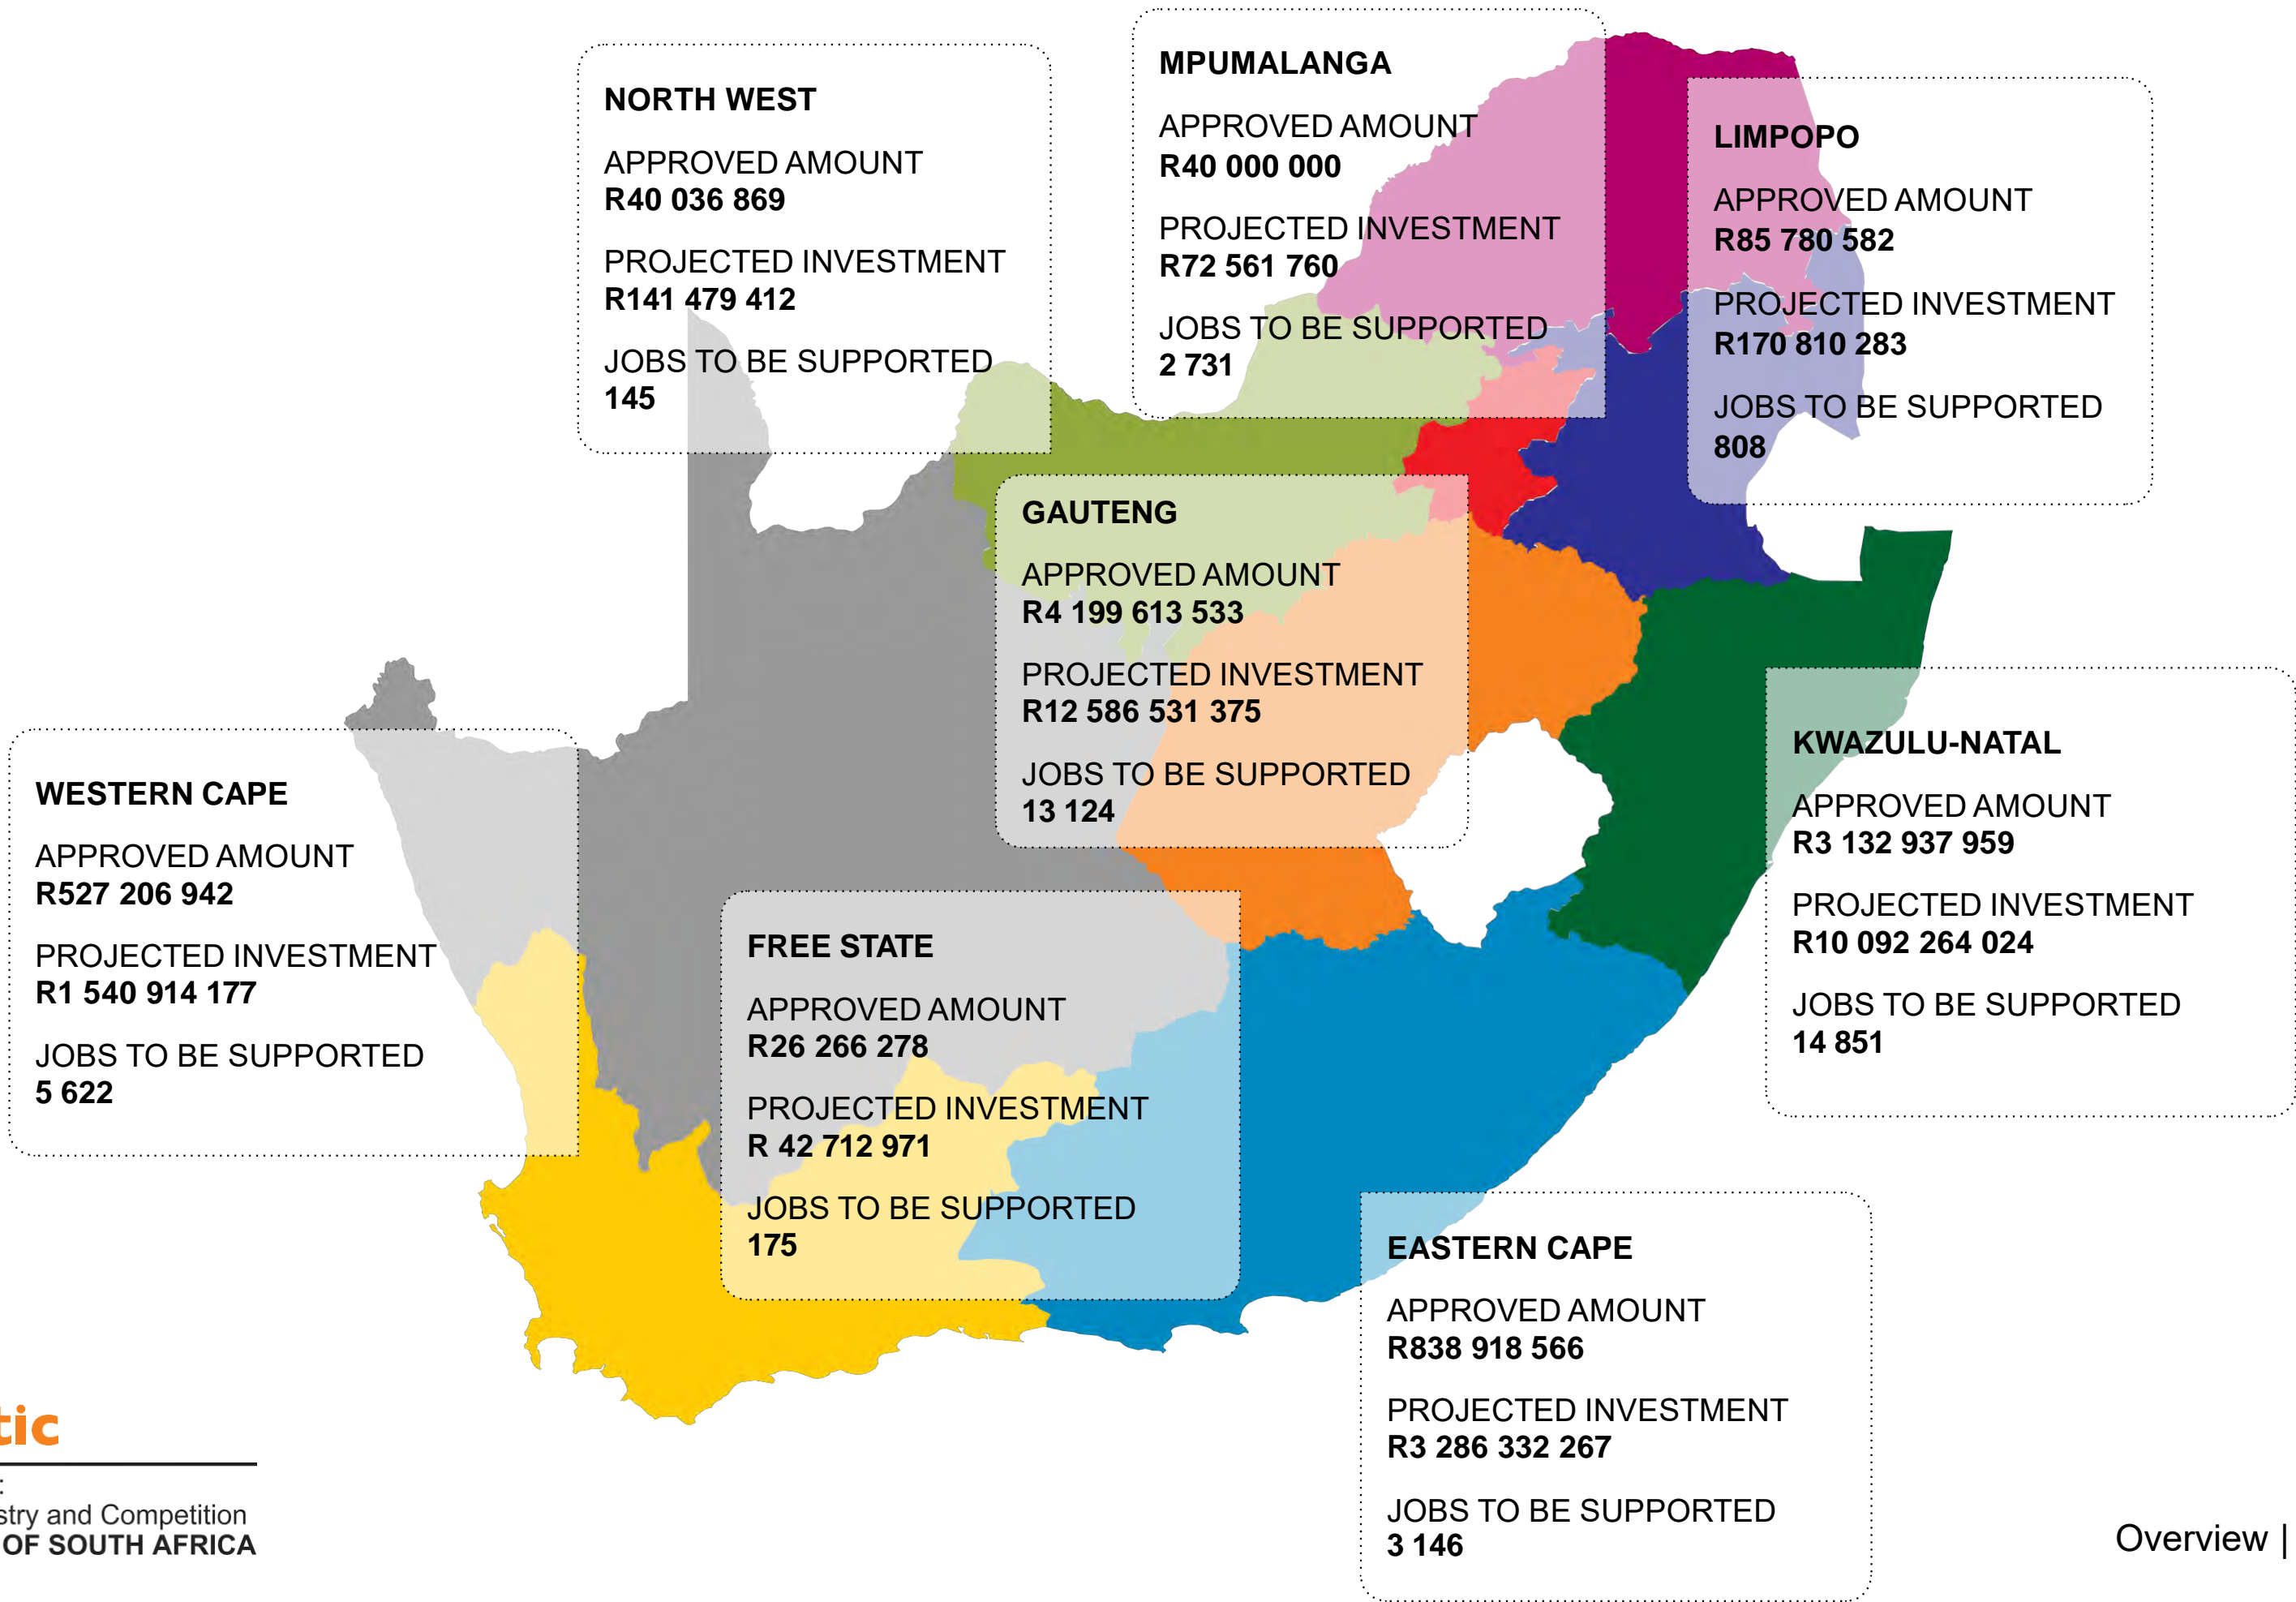 NORTH WEST
APPROVED AMOUNT
R40 036 869
PROJECTED INVESTMENT
R141 479 412
JOBS TO BE SUPPORTED
145
MPUMALANGA
APPROVED AMOUNT
R40 000 000
PROJECTED INVESTMENT
R72 561 760
JOBS TO BE SUPPORTED
2 731
LIMPOPO
APPROVED AMOUNT
R85 780 582
PROJECTED INVESTMENT
R170 810 283
JOBS TO BE SUPPORTED
808
GAUTENG
APPROVED AMOUNT
R4 199 613 533
PROJECTED INVESTMENT
R12 586 531 375
JOBS TO BE SUPPORTED
13 124
WESTERN CAPE
APPROVED AMOUNT
R527 206 942
PROJECTED INVESTMENT
R1 540 914 177
JOBS TO BE SUPPORTED
5 622
KWAZULU-NATAL
APPROVED AMOUNT
R3 132 937 959
PROJECTED INVESTMENT
R10 092 264 024
JOBS TO BE SUPPORTED
14 851
FREE STATE
APPROVED AMOUNT
R26 266 278
PROJECTED INVESTMENT
R 42 712 971
JOBS TO BE SUPPORTED
175
EASTERN CAPE
APPROVED AMOUNT
R838 918 566
PROJECTED INVESTMENT
R3 286 332 267
JOBS TO BE SUPPORTED
3 146
tic
:
stry and Competition
OF SOUTH AFRICA
Overview |